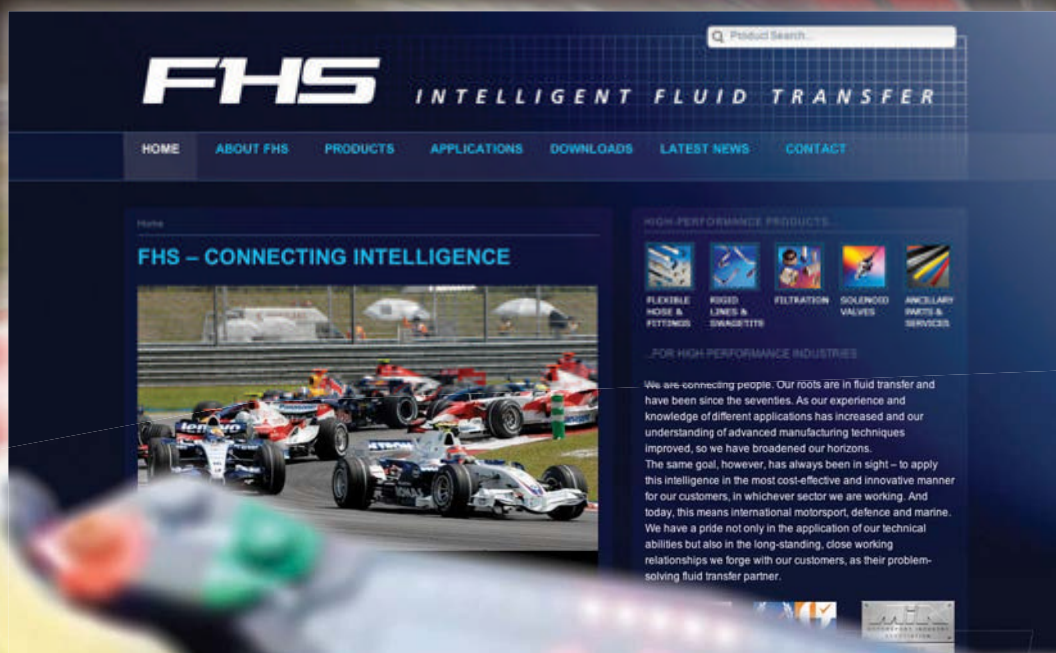 Product Search...
FHS
INTELLIGENT FLUID TRANSFER
HOME ABOUT FHS PRODUCTS APPLICATIONS DOWNLOADS LATEST NEWS CONTACT
Home
FHS – CONNECTING INTELLIGENCE
lenovo
PETRONAS
HIGH-PERFORMANCE PRODUCTS...
FLEXIBLE
HOSE &
FITTINGS
RIGID
LINES &
SWAGETITE
FILTRATION
SOLENOID
VALVES
ANCILLARY
PARTS &
SERVICES
...FOR HIGH-PERFORMANCE INDUSTRIES
We are connecting people. Our roots are in fluid transfer and
have been since the seventies. As our experience and
knowledge of different applications has increased and our
understanding of advanced manufacturing techniques
improved, so we have broadened our horizons.
The same goal, however, has always been in sight – to apply
this intelligence in the most cost-effective and innovative manner
for our customers, in whichever sector we are working. And
today, this means international motorsport, defence and marine.
We have a pride not only in the application of our technical
abilities but also in the long-standing, close working
relationships we forge with our customers, as their problem-
solving fluid transfer partner.
MIA
MOTORSPORT INDUSTRY
ASSOCIATION